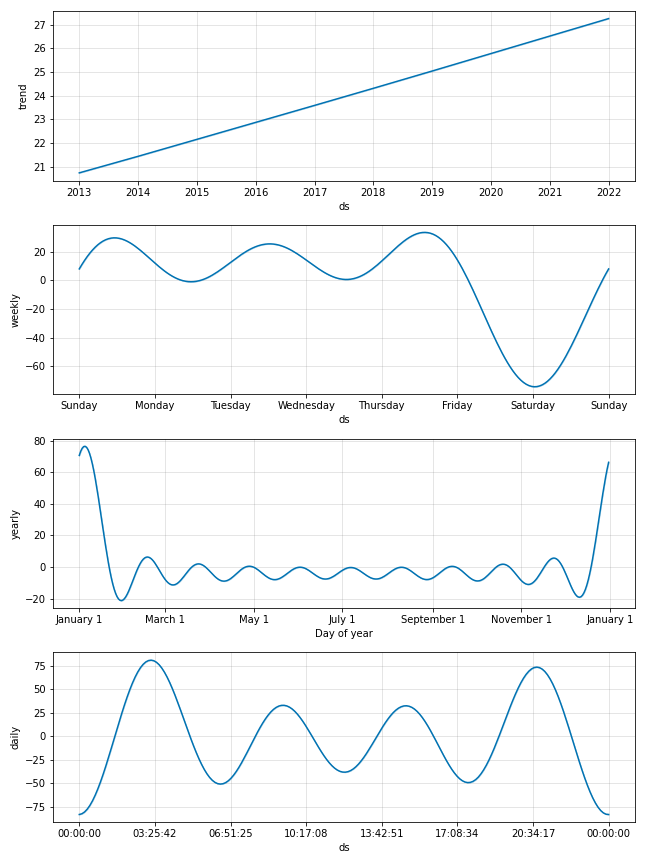 27
26
25
24
23
22
21
trend
2013 2014 2015 2016 2017 2018 2019 2020 2021 2022
ds
20
0
−20
−40
−60
weekly
Sunday Monday Tuesday Wednesday Thursday Friday Saturday Sunday
ds
80
60
40
20
0
−20
yearly
January 1 March 1 May 1 July 1 September 1 November 1 January 1
Day of year
75
50
25
0
−25
−50
−75
daily
00:00:00 03:25:42 06:51:25 10:17:08 13:42:51 17:08:34 20:34:17 00:00:00
ds